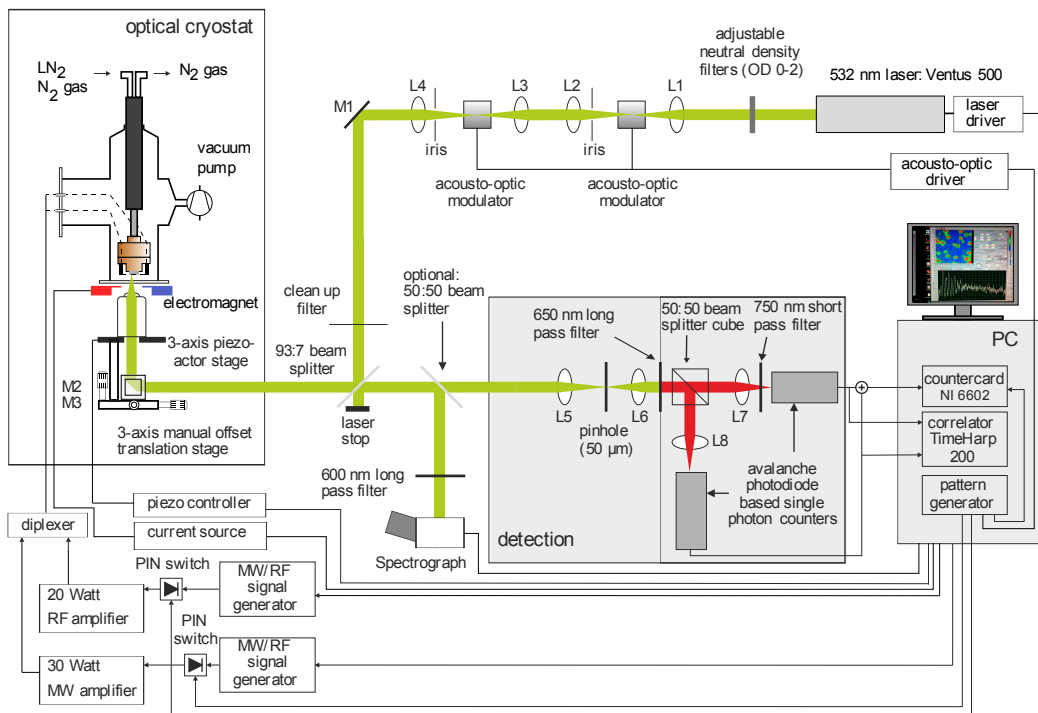 optical cryostat
LN2
N2 gas
N2 gas
vacuum
pump
electromagnet
3-axis piezo-
actor stage
M2
M3
3-axis manual offset
translation stage
M1
L4
iris
acousto-optic
modulator
L3
L2
iris
acousto-optic
modulator
L1
adjustable
neutral density
filters (OD 0-2)
532 nm laser: Ventus 500
laser
driver
acousto-optic
driver
clean up
filter
93:7 beam
splitter
laser
stop
optional:
50:50 beam
splitter
600 nm long
pass filter
Spectrograph
650 nm long
pass filter
50:50 beam
splitter cube
750 nm short
pass filter
L5
pinhole
(50 µm)
L6
L7
L8
avalanche
photodiode
based single
photon counters
detection
PC
countercard
NI 6602
correlator
TimeHarp
200
pattern
generator
piezo controller
current source
diplexer
PIN switch
20 Watt
RF amplifier
MW/RF
signal
generator
PIN
switch
30 Watt
MW amplifier
MW/RF
signal
generator